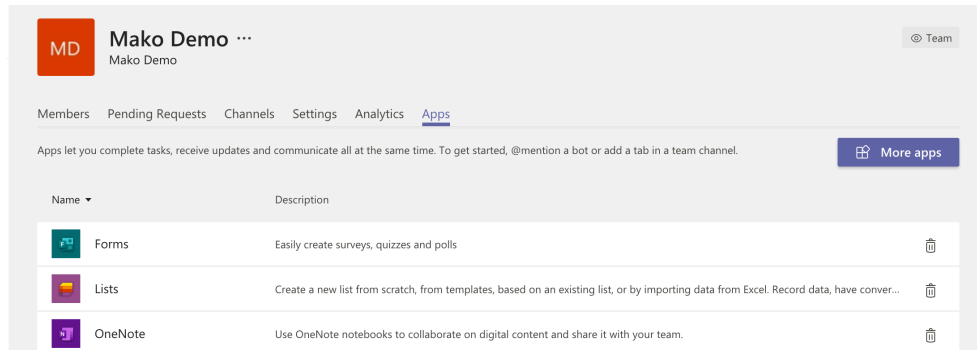 MD
Mako Demo ...
Mako Demo
Team
Members Pending Requests Channels Settings Analytics Apps
Apps let you complete tasks, receive updates and communicate all at the same time. To get started, @mention a bot or add a tab in a team channel.
More apps
Name Description
Forms Easily create surveys, quizzes and polls
Lists Create a new list from scratch, from templates, based on an existing list, or by importing data from Excel. Record data, have conver...
OneNote Use OneNote notebooks to collaborate on digital content and share it with your team.